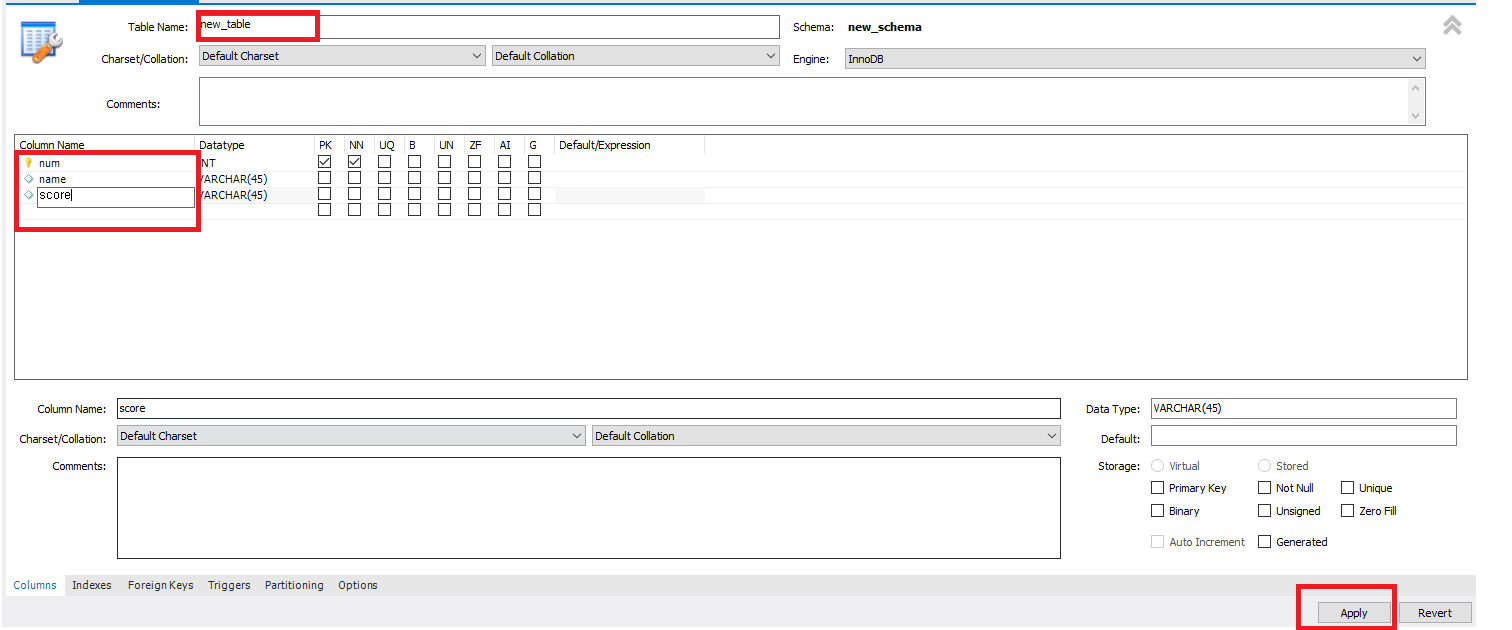 Table Name: new_table Schema: new_schema
Charset/Collation: Default Charset Default Collation Engine: InnoDB
Comments:
Column Name Datatype PK NN UQ B UN ZF AI G Default/Expression
num INT
name VARCHAR(45)
score VARCHAR(45)
Column Name: score Data Type: VARCHAR(45)
Charset/Collation: Default Charset Default Collation Default:
Comments: Storage: Virtual Stored
Primary Key Not Null Unique
Binary Unsigned Zero Fill
Auto Increment Generated
Columns Indexes Foreign Keys Triggers Partitioning Options
Apply Revert